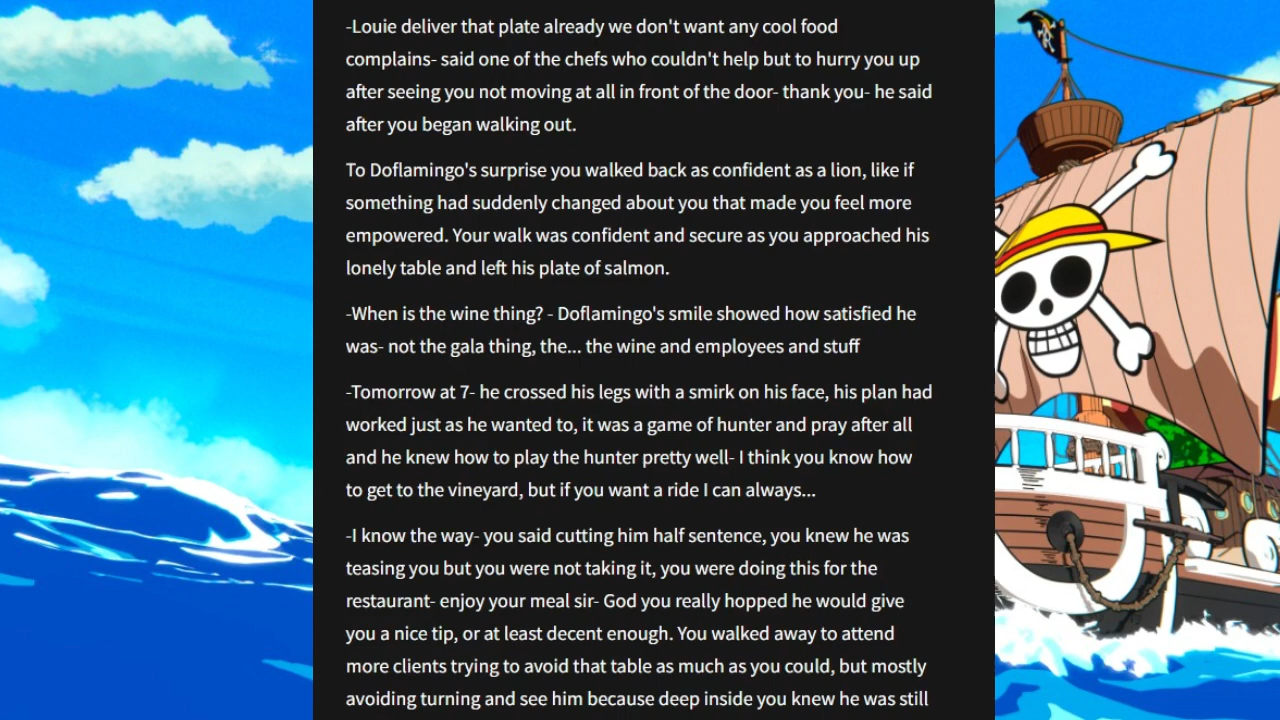 -Louie deliver that plate already we don't want any cool food
complains- said one of the chefs who couldn't help but to hurry you up
after seeing you not moving at all in front of the door- thank you- he said
after you began walking out.
To Doflamingo's surprise you walked back as confident as a lion, like if
something had suddenly changed about you that made you feel more
empowered. Your walk was confident and secure as you approached his
lonely table and left his plate of salmon.
-When is the wine thing? - Doflamingo's smile showed how satisfied he
was- not the gala thing, the... the wine and employees and stuff
-Tomorrow at 7- he crossed his legs with a smirk on his face, his plan had
worked just as he wanted to, it was a game of hunter and pray after all
and he knew how to play the hunter pretty well- I think you know how
to get to the vineyard, but if you want a ride I can always...
-I know the way- you said cutting him half sentence, you knew he was
teasing you but you were not taking it, you were doing this for the
restaurant- enjoy your meal sir- God you really hopped he would give
you a nice tip, or at least decent enough. You walked away to attend
more clients trying to avoid that table as much as you could, but mostly
avoiding turning and see him because deep inside you knew he was still